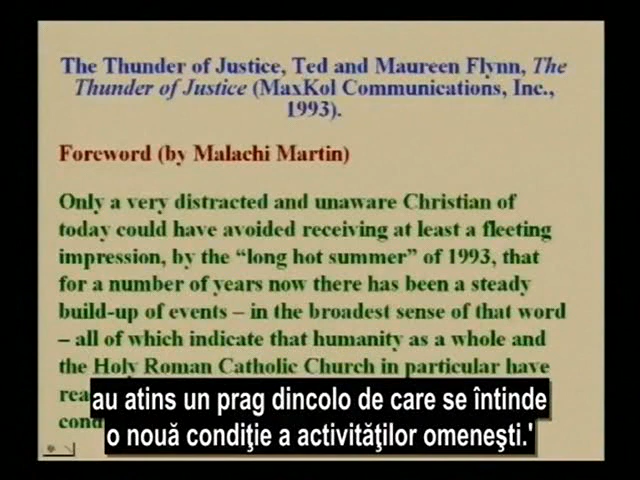 The Thunder of Justice, Ted and Maureen Flynn, The
Thunder of Justice (MaxKol Communications, Inc.,
1993).
Foreword (by Malachi Martin)
Only a very distracted and unaware Christian of
today could have avoided receiving at least a fleeting
impression, by the “long hot summer” of 1993, that
for a number of years now there has been a steady
build-up of events – in the broadest sense of that word
– all of which indicate that humanity as a whole and
the Holy Roman Catholic Church in particular have
au atins un prag dincolo de care se întinde
o nouă condiţie a activităţilor omeneşti.'